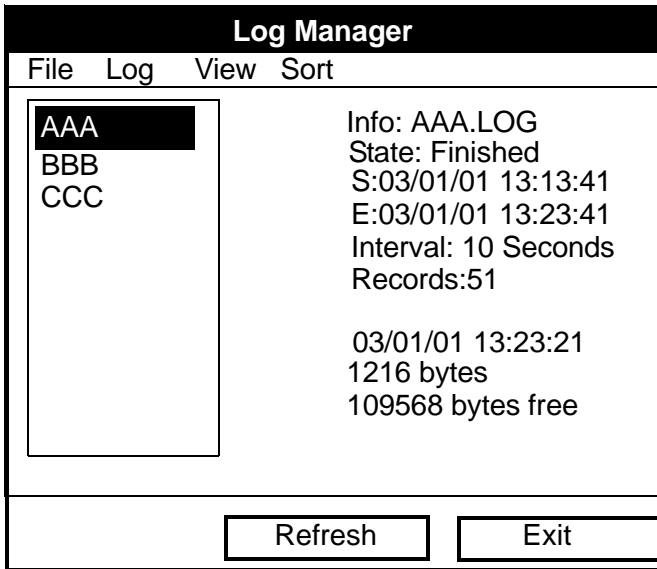 Log Manager
File Log View Sort
AAA
BBB
CCC
Info: AAA.LOG
State: Finished
S:03/01/01 13:13:41
E:03/01/01 13:23:41
Interval: 10 Seconds
Records:51
03/01/01 13:23:21
1216 bytes
109568 bytes free
Refresh Exit